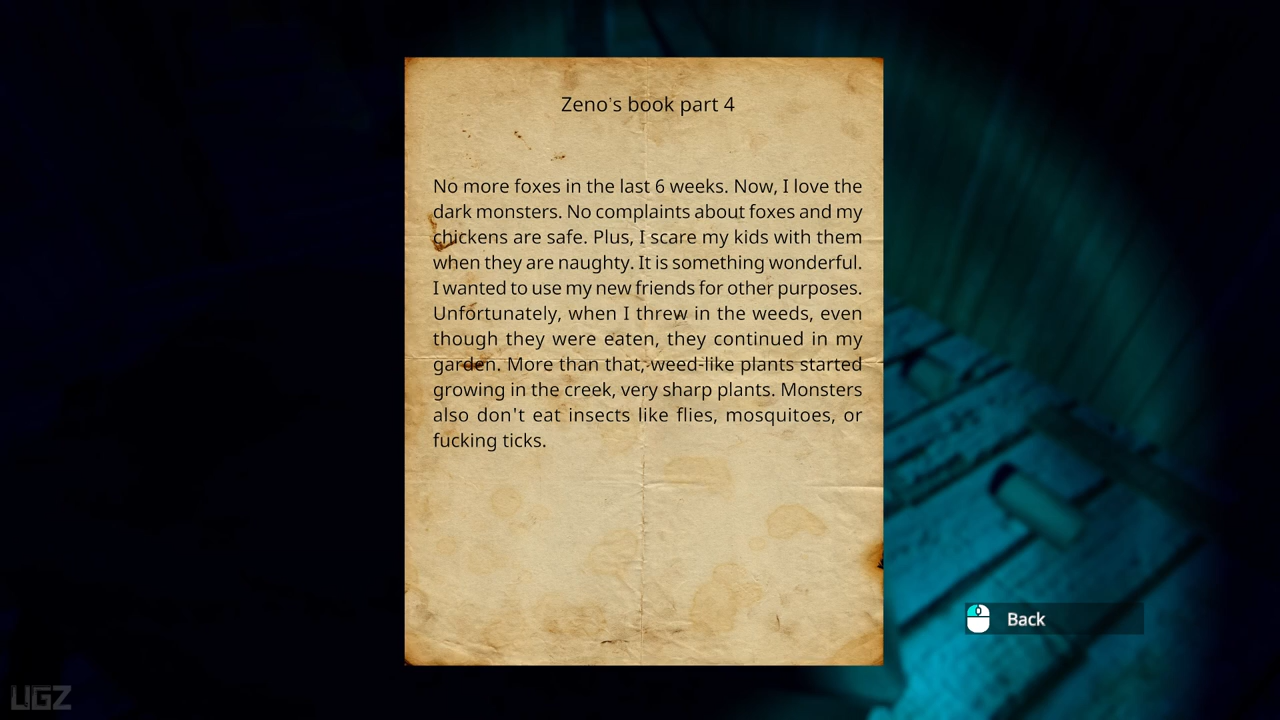 Zeno's book part 4
No more foxes in the last 6 weeks. Now, I love the
dark monsters. No complaints about foxes and my
chickens are safe. Plus, I scare my kids with them
when they are naughty. It is something wonderful.
I wanted to use my new friends for other purposes.
Unfortunately, when I threw in the weeds, even
though they were eaten, they continued in my
garden. More than that, weed-like plants started
growing in the creek, very sharp plants. Monsters
also don't eat insects like flies, mosquitoes, or
fucking ticks.
Back
UGZ